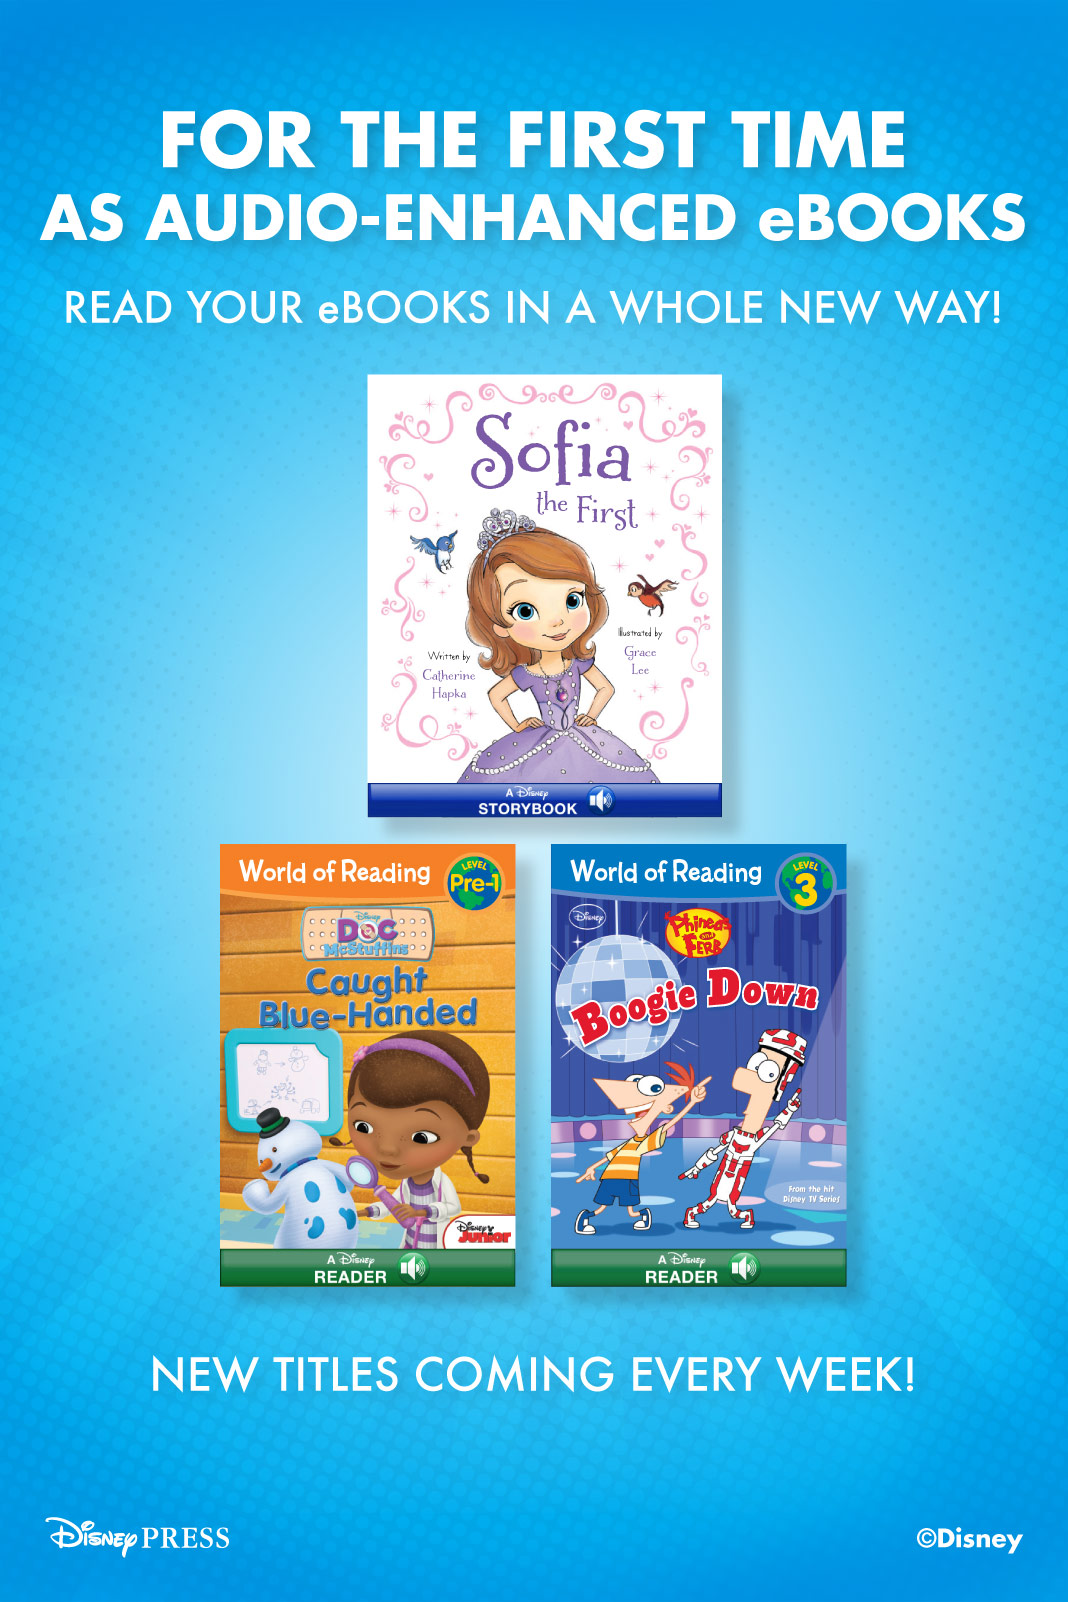 FOR THE FIRST TIME
AS AUDIO-ENHANCED eBOOKS
READ YOUR eBOOKS IN A WHOLE NEW WAY!
Sofia
the First
Written by
Catherine
Hapka
Illustrated by
Grace
Lee
A Disney
STORYBOOK
World of Reading
LEVEL
Pre-1
Disney
DOC
McStuffins
Caught
Blue-Handed
Disney
Junior
A Disney
READER
World of Reading
LEVEL
3
Disney
Phineas
and
FERB
Boogie Down
From the hit
Disney TV Series
A Disney
READER
NEW TITLES COMING EVERY WEEK!
Disney PRESS
©Disney